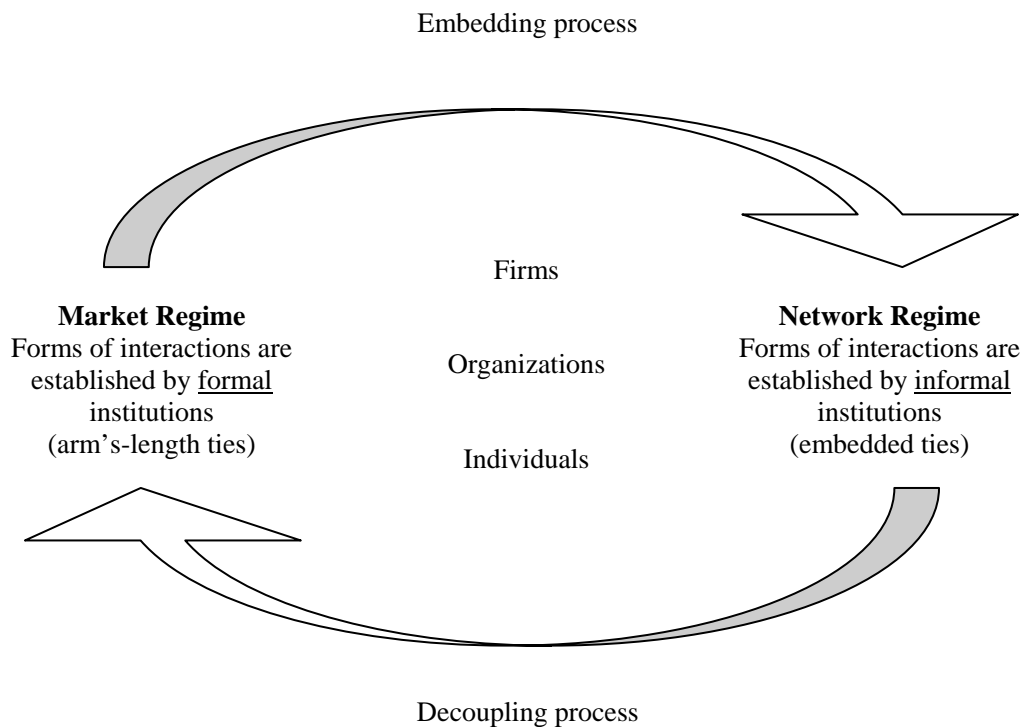 Embedding process
Firms
Market Regime
Forms of interactions are
established by formal
institutions
(arm's-length ties)
Organizations
Individuals
Network Regime
Forms of interactions are
established by informal
institutions
(embedded ties)
Decoupling process